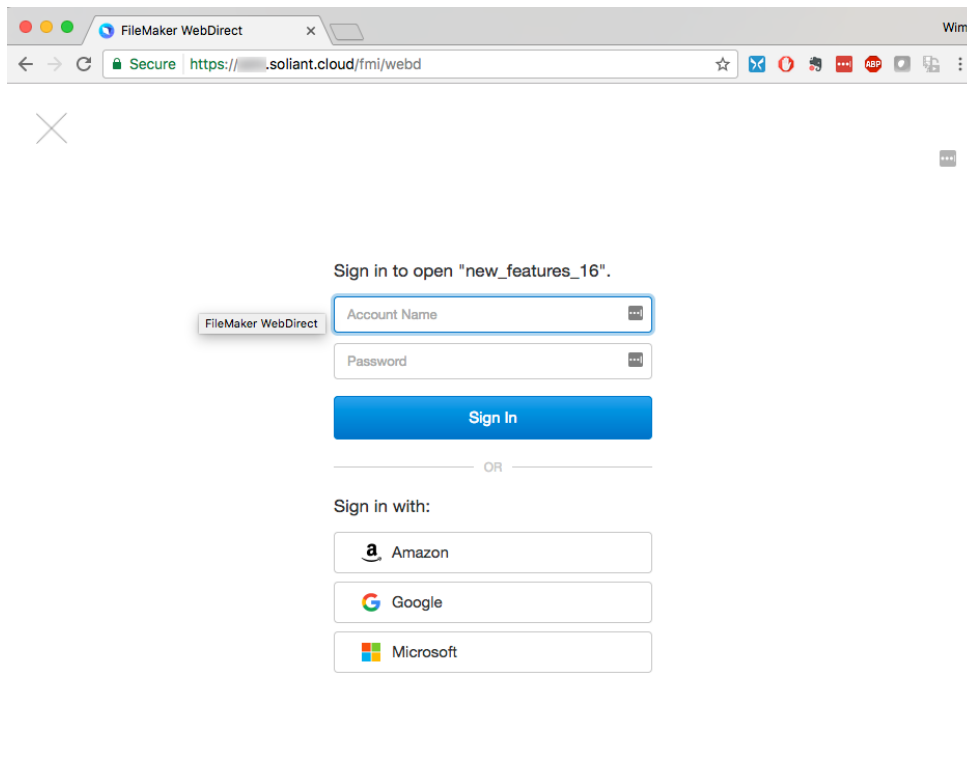 FileMaker WebDirect
Wim
Secure https:// .soliant.cloud/fmi/webd
ABP
Sign in to open "new_features_16".
Account Name
FileMaker WebDirect
Password
Sign In
OR
Sign in with:
a Amazon
G Google
Microsoft